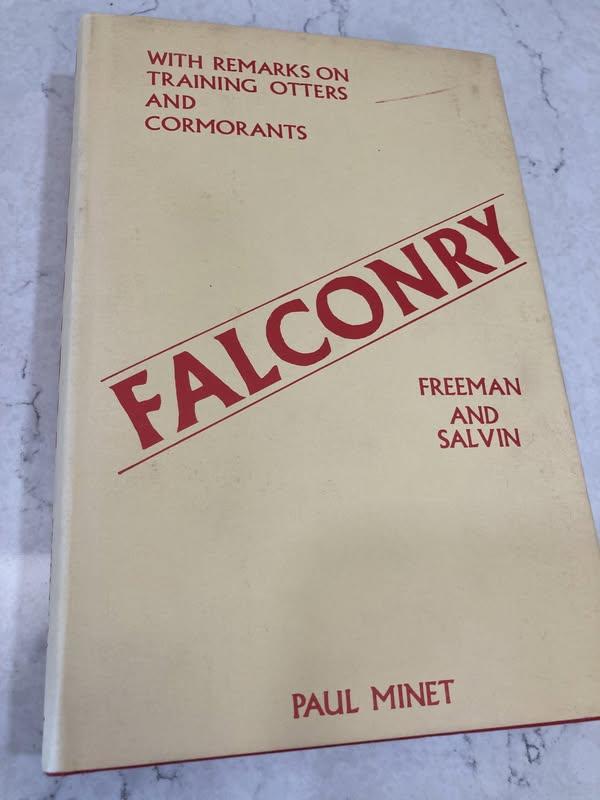 WITH REMARKS ON
TRAINING OTTERS
AND
CORMORANTS
FALCONRY
FREEMAN
AND
SALVIN
PAUL MINET